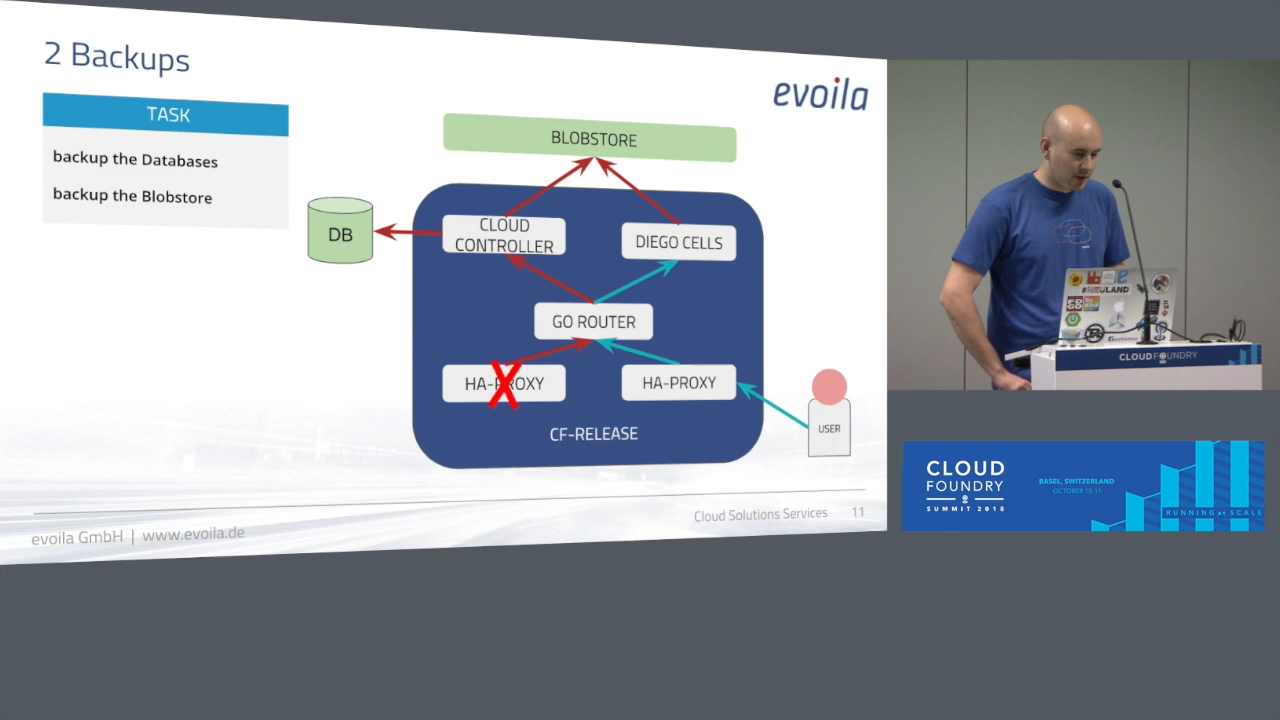 2 Backups
evoila
TASK
backup the Databases
backup the Blobstore
BLOBSTORE
DB
CLOUD
CONTROLLER
DIEGO CELLS
GO ROUTER
HA-PROXY
HA-PROXY
CF-RELEASE
USER
evoila GmbH | www.evoila.de
Cloud Solutions Services 11
#NEULAND
git
CLOUD FOUNDRY
CLOUD
FOUNDRY
SUMMIT 2018
BASEL, SWITZERLAND
OCTOBER 10-11
RUNNING at SCALE